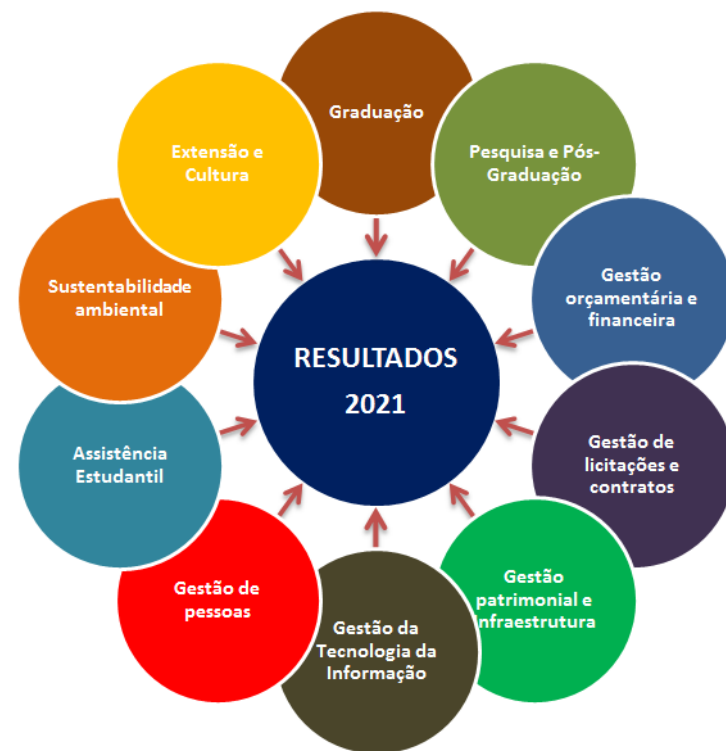 Graduação
Pesquisa e Pós-
Graduação
Gestão
orçamentária e
financeira
Gestão de
licitações e
contratos
Gestão
patrimonial e
infraestrutura
Gestão da
Tecnologia da
Informação
Gestão de
pessoas
Assistência
Estudantil
Sustentabilidade
ambiental
Extensão e
Cultura
RESULTADOS
2021